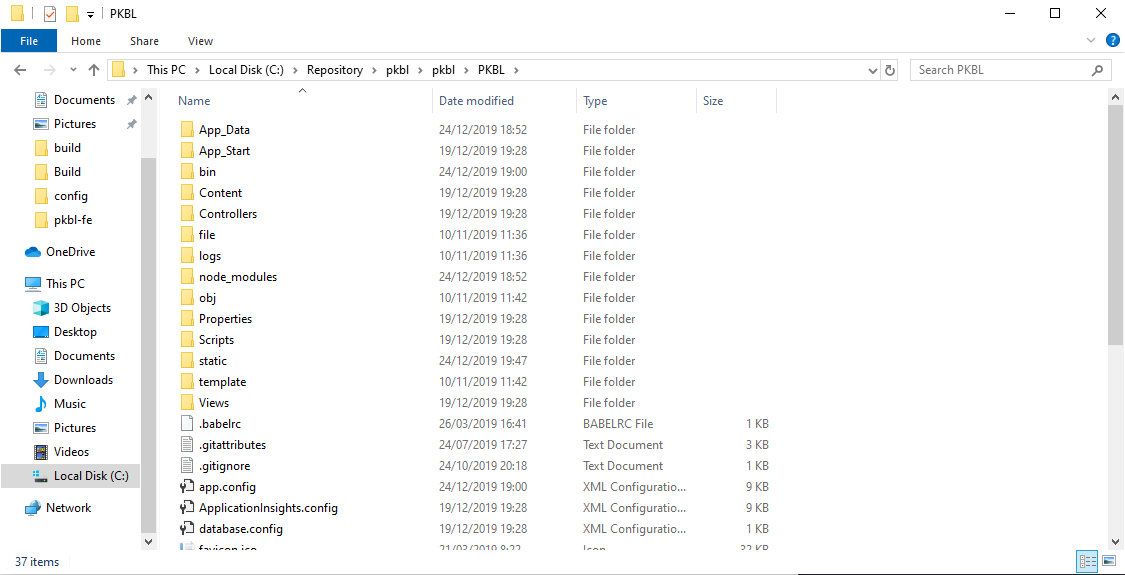 PKBL
File Home Share View
This PC Local Disk (C:) Repository pkbl pkbl PKBL Search PKBL
Documents
Pictures
build
Build
config
pkbl-fe
OneDrive
This PC
3D Objects
Desktop
Documents
Downloads
Music
Pictures
Videos
Local Disk (C:)
Network
Name Date modified Type Size
App_Data 24/12/2019 18:52 File folder
App_Start 19/12/2019 19:28 File folder
bin 24/12/2019 19:00 File folder
Content 19/12/2019 19:28 File folder
Controllers 19/12/2019 19:28 File folder
file 10/11/2019 11:36 File folder
logs 10/11/2019 11:36 File folder
node_modules 24/12/2019 18:52 File folder
obj 10/11/2019 11:42 File folder
Properties 19/12/2019 19:28 File folder
Scripts 19/12/2019 19:28 File folder
static 24/12/2019 19:47 File folder
template 10/11/2019 11:42 File folder
Views 19/12/2019 19:28 File folder
.babelrc 26/03/2019 16:41 BABELRC File 1 KB
.gitattributes 24/07/2019 17:27 Text Document 3 KB
.gitignore 24/10/2019 20:18 Text Document 1 KB
app.config 24/12/2019 19:00 XML Configuratio... 9 KB
ApplicationInsights.config 19/12/2019 19:28 XML Configuratio... 9 KB
database.config 19/12/2019 19:28 XML Configuratio... 1 KB
favicon.ico 21/03/2019 8:22 Icon 32 KB
37 items